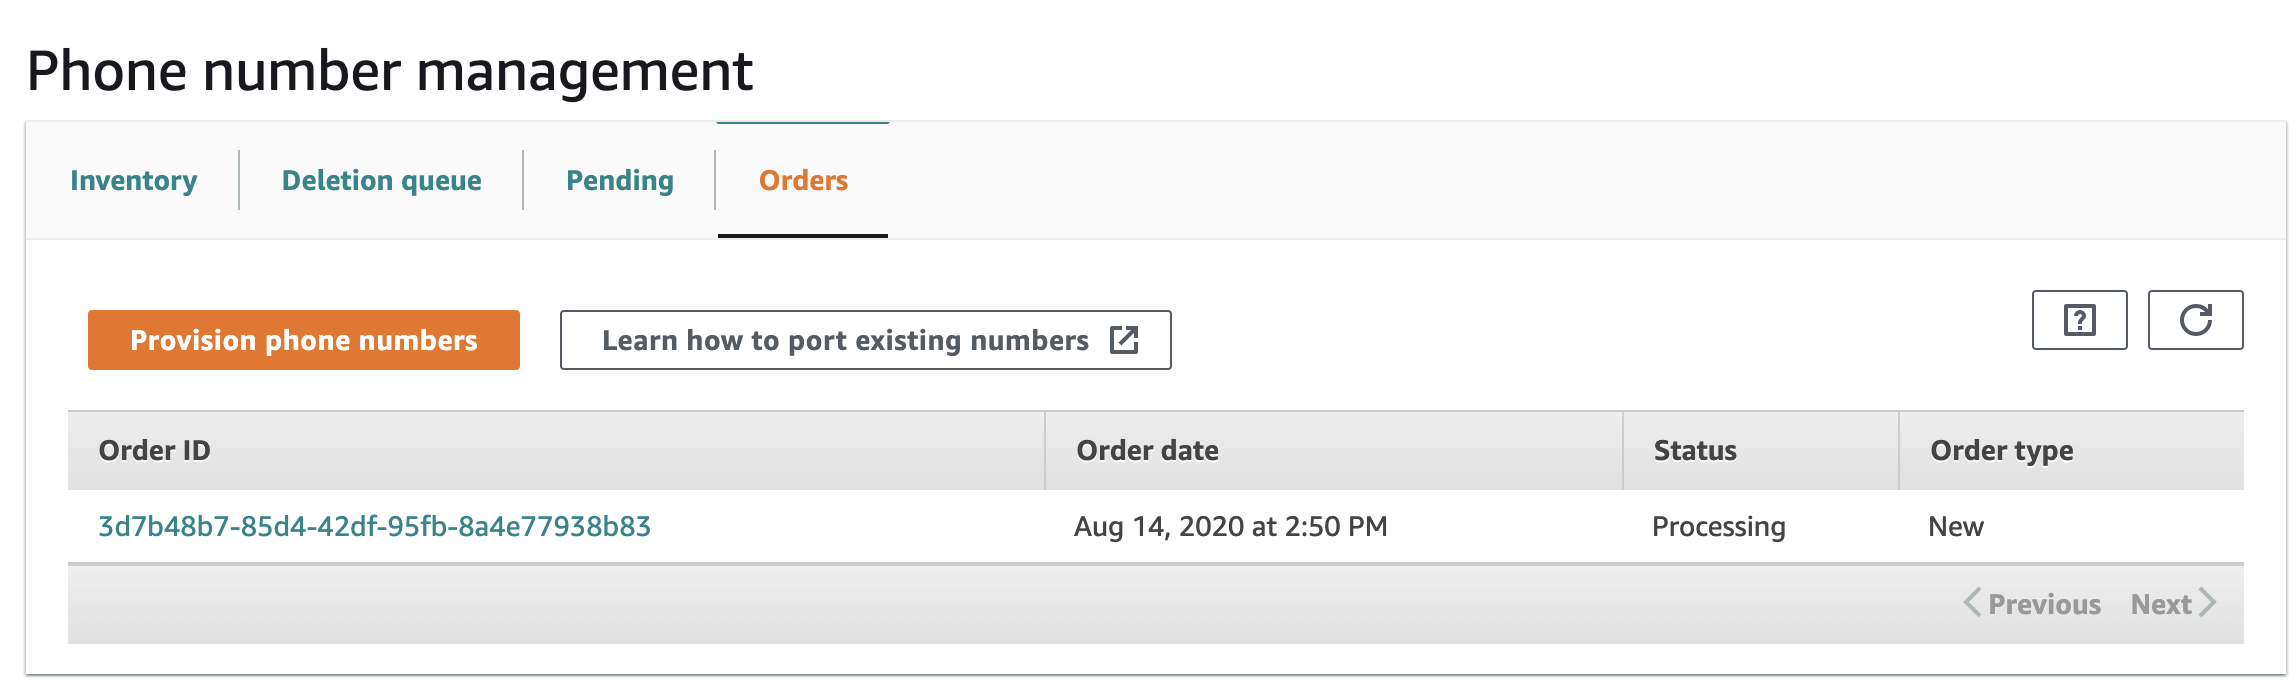 Phone number management
Inventory Deletion queue Pending Orders
Provision phone numbers Learn how to port existing numbers ?
Order ID Order date Status Order type
3d7b48b7-85d4-42df-95fb-8a4e77938b83 Aug 14, 2020 at 2:50 PM Processing New
Previous Next